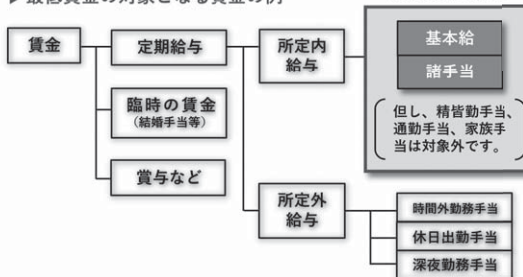 ▶最低賃金の対象となる賃金の例
賃金
定期給与
所定内
給与
基本給
諸手当
但し、精皆勤手当、
通勤手当、家族手
当は対象外です。
臨時の賃金
(結婚手当等)
賞与など
所定外
給与
時間外勤務手当
休日出勤手当
深夜勤務手当